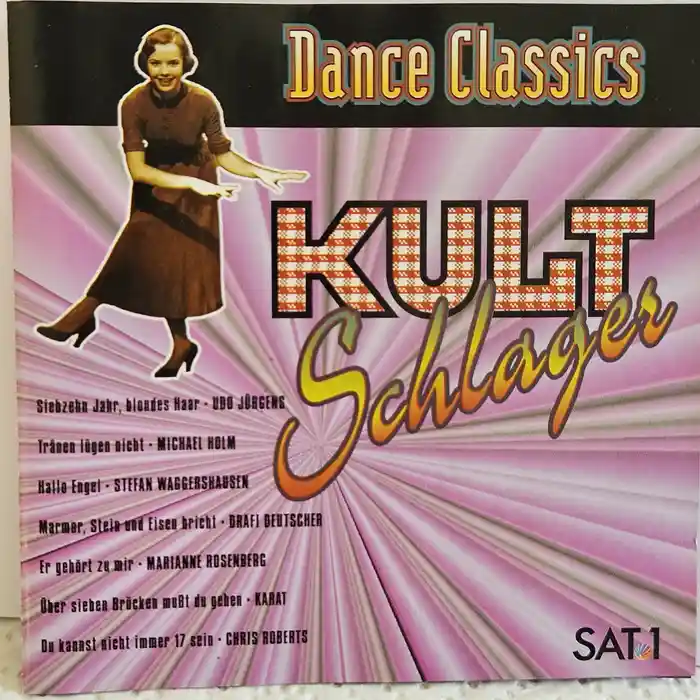 Dance Classics
KULT
Schlager
Siebzehn Jahr, blondes Haar · UDO JÜRGENS
Tränen lügen nicht · MICHAEL HOLM
Hallo Engel · STEFAN WAGGERSHAUSEN
Marmor, Stein und Eisen bricht · DRAFI DEUTSCHER
Er gehört zu mir · MARIANNE ROSENBERG
Über sieben Brücken mußt du gehen · KARAT
Du kannst nicht immer 17 sein · CHRIS ROBERTS
SAT.1